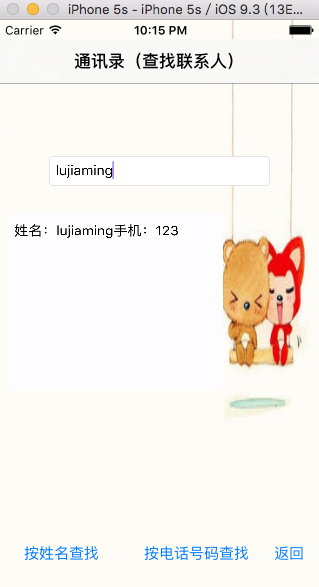 iPhone 5s - iPhone 5s / iOS 9.3 (13E...
Carrier 10:15 PM
通讯录（查找联系人）
lujiaming
姓名：lujiaming手机：123
按姓名查找 按电话号码查找 返回